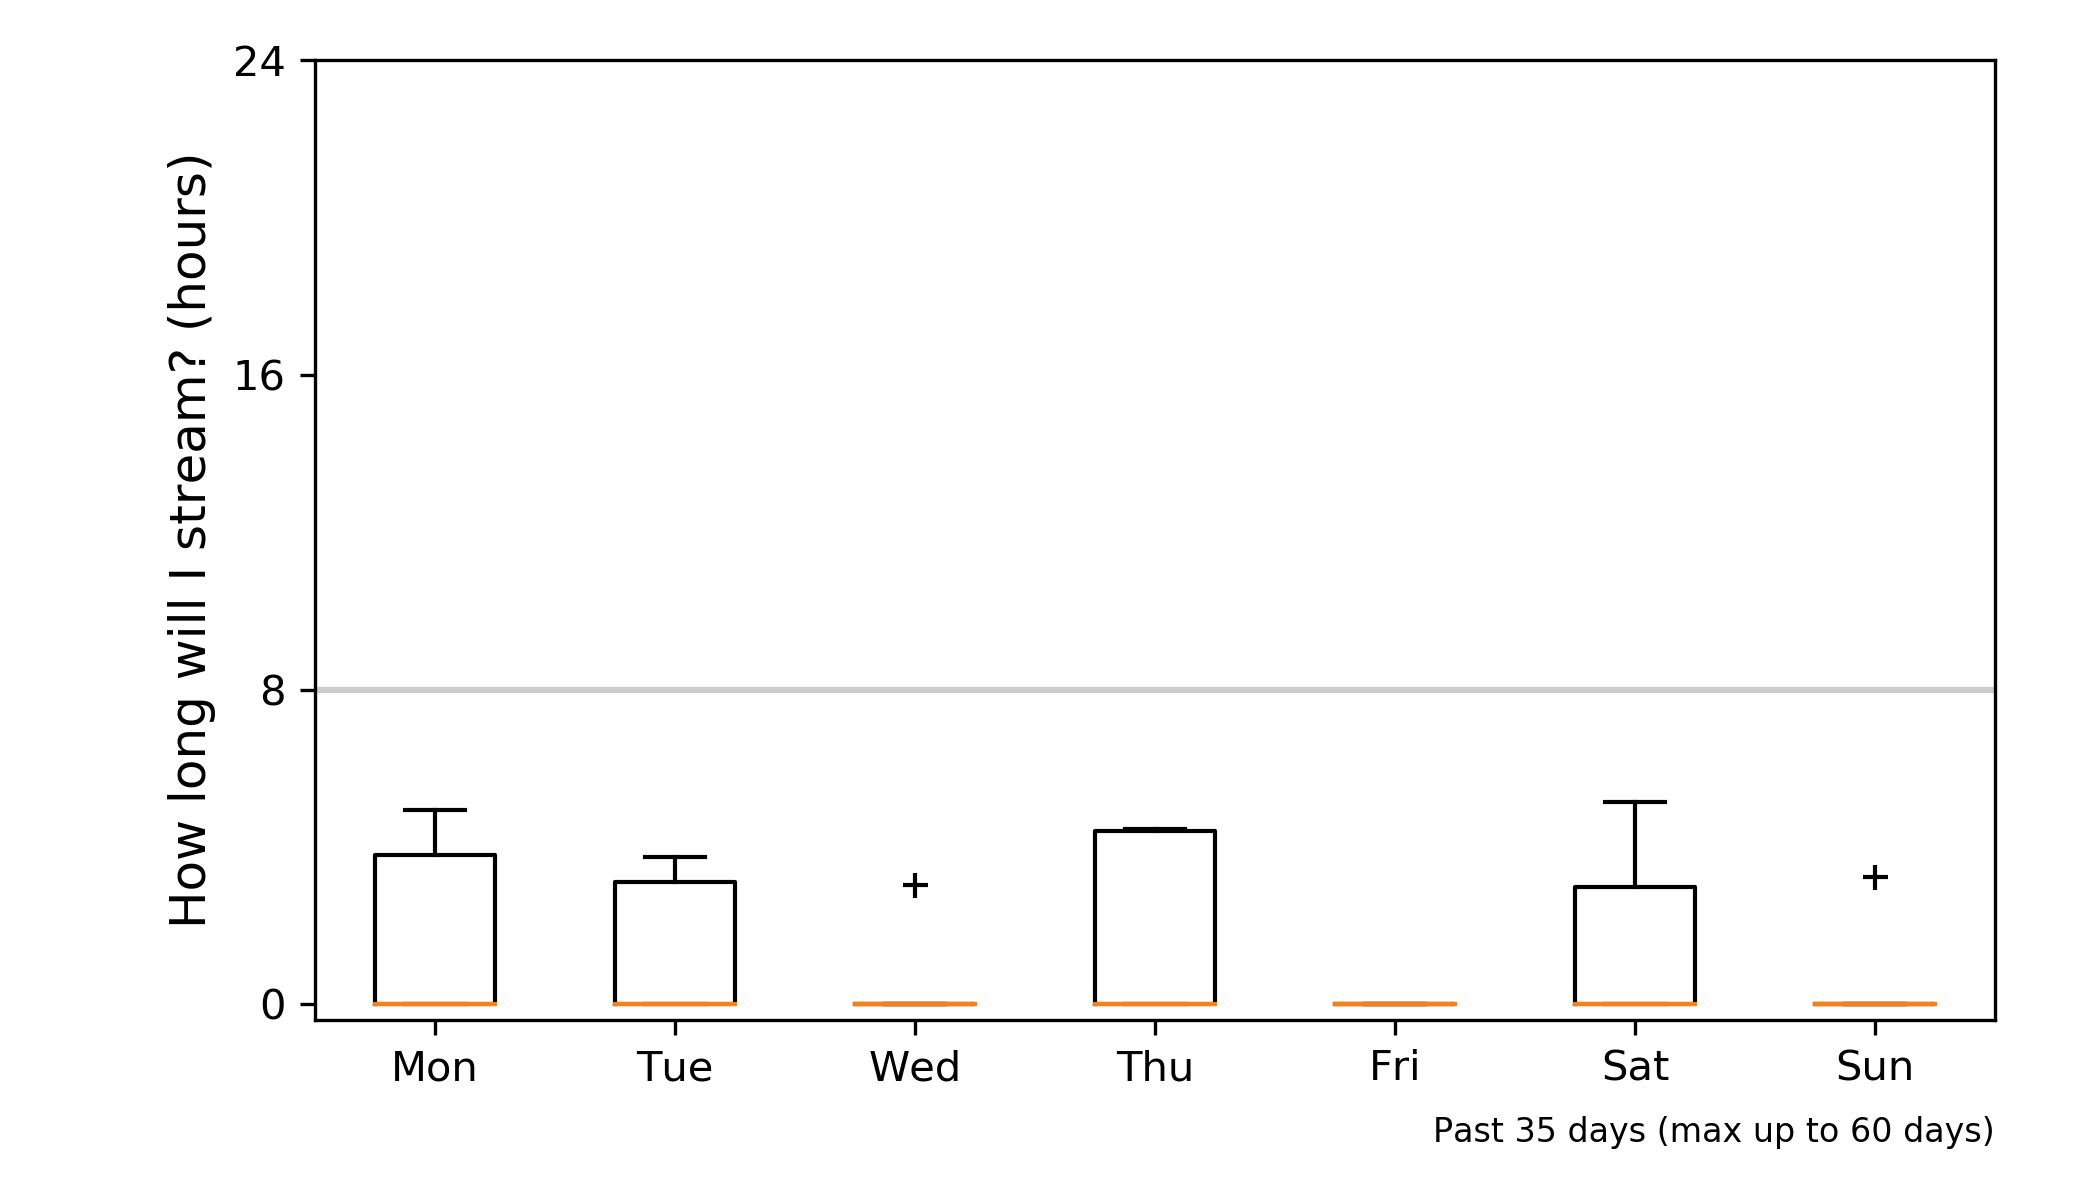 How long will I stream? (hours)
24
16
8
0
Mon Tue Wed Thu Fri Sat Sun
Past 35 days (max up to 60 days)